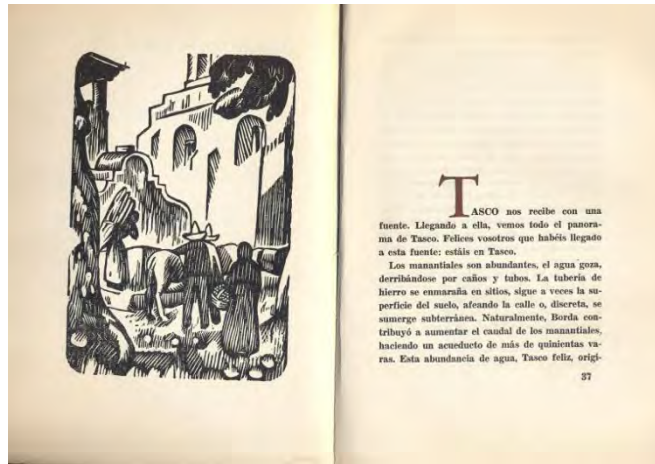 TASCO nos recibe con una
fuente. Llegando a ella, vemos todo el panora-
ma de Tasco. Felices vosotros que habéis llegado
a esta fuente: estáis en Tasco.
Los manantiales son abundantes, el agua goza,
derribándose por caños y tubos. La tubería de
hierro se enmaraña en sitios, sigue a veces la su-
perficie del suelo, afeando la calle o, discreta, se
sumerge subterránea. Naturalmente, Borda con-
tribuyó a aumentar el caudal de los manantiales,
haciendo un acueducto de más de quinientas va-
ras. Esta abundancia de agua, Tasco feliz, origi-
37